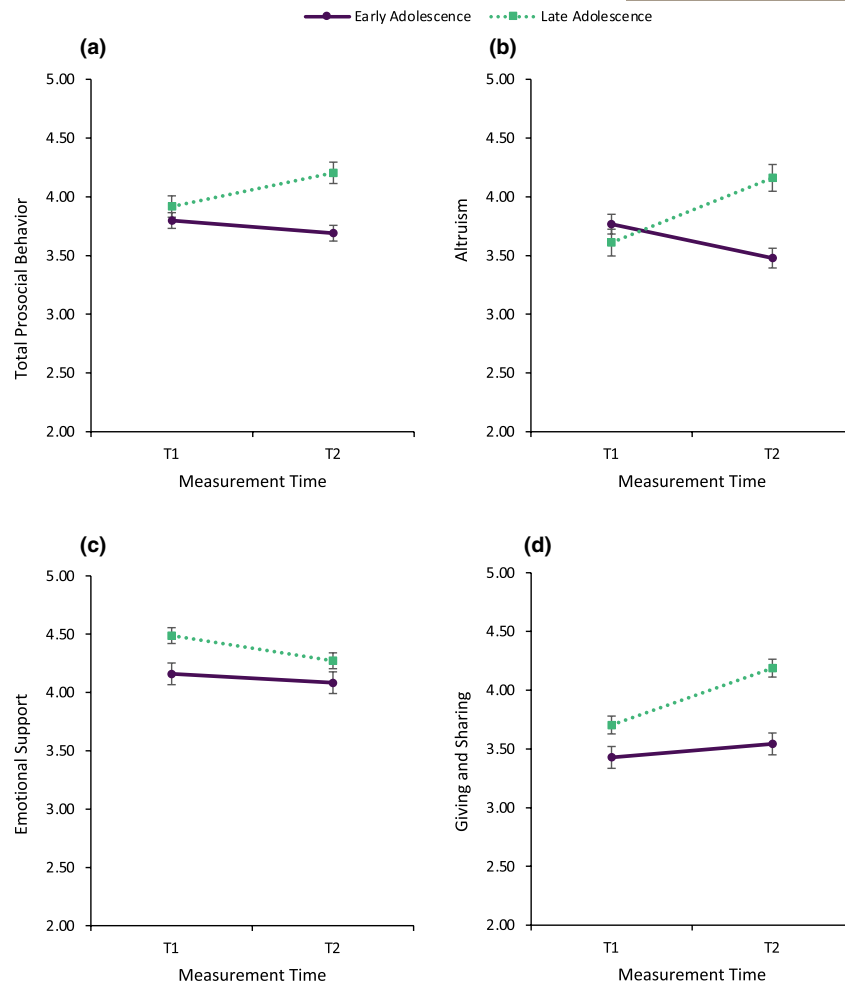 Early Adolescence Late Adolescence
(a)
5.00
4.50
4.00
3.50
3.00
2.50
2.00
Total Prosocial Behavior
T1 T2
Measurement Time
(b)
5.00
4.50
4.00
3.50
3.00
2.50
2.00
Altruism
T1 T2
Measurement Time
(c)
5.00
4.50
4.00
3.50
3.00
2.50
2.00
Emotional Support
T1 T2
Measurement Time
(d)
5.00
4.50
4.00
3.50
3.00
2.50
2.00
Giving and Sharing
T1 T2
Measurement Time